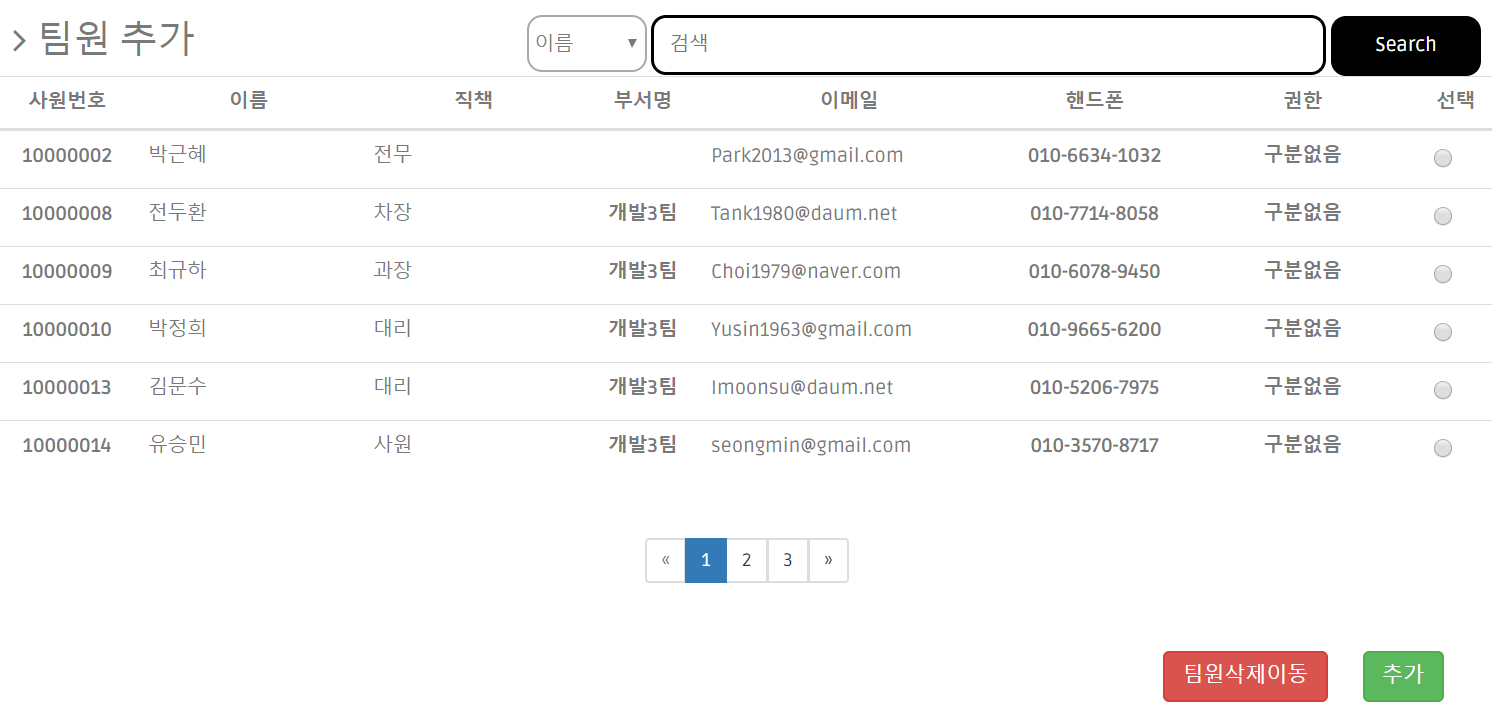 > 팀원 추가 이름 ▼ 검색 Search
사원번호 이름 직책 부서명 이메일 핸드폰 권한 선택
10000002 박근혜 전무 Park2013@gmail.com 010-6634-1032 구분없음
10000008 전두환 차장 개발3팀 Tank1980@daum.net 010-7714-8058 구분없음
10000009 최규하 과장 개발3팀 Choi1979@naver.com 010-6078-9450 구분없음
10000010 박정희 대리 개발3팀 Yusin1963@gmail.com 010-9665-6200 구분없음
10000013 김문수 대리 개발3팀 Imoonsu@daum.net 010-5206-7975 구분없음
10000014 유승민 사원 개발3팀 seongmin@gmail.com 010-3570-8717 구분없음
« 1 2 3 »
팀원삭제이동 추가